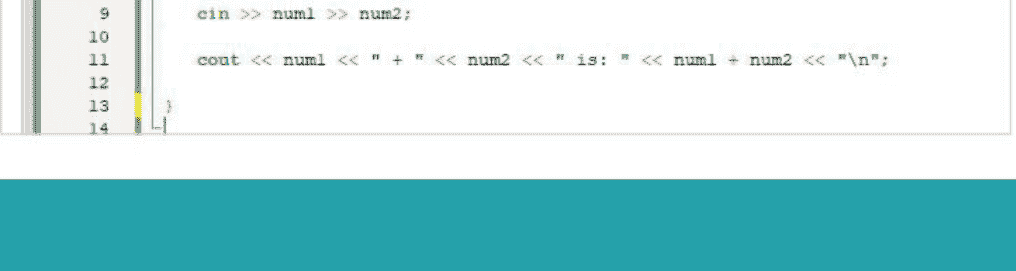 9 cin >> num1 >> num2;
10
11 cout << num1 << " + " << num2 << " is: " << num1 + num2 << "\n";
12
13 }
14